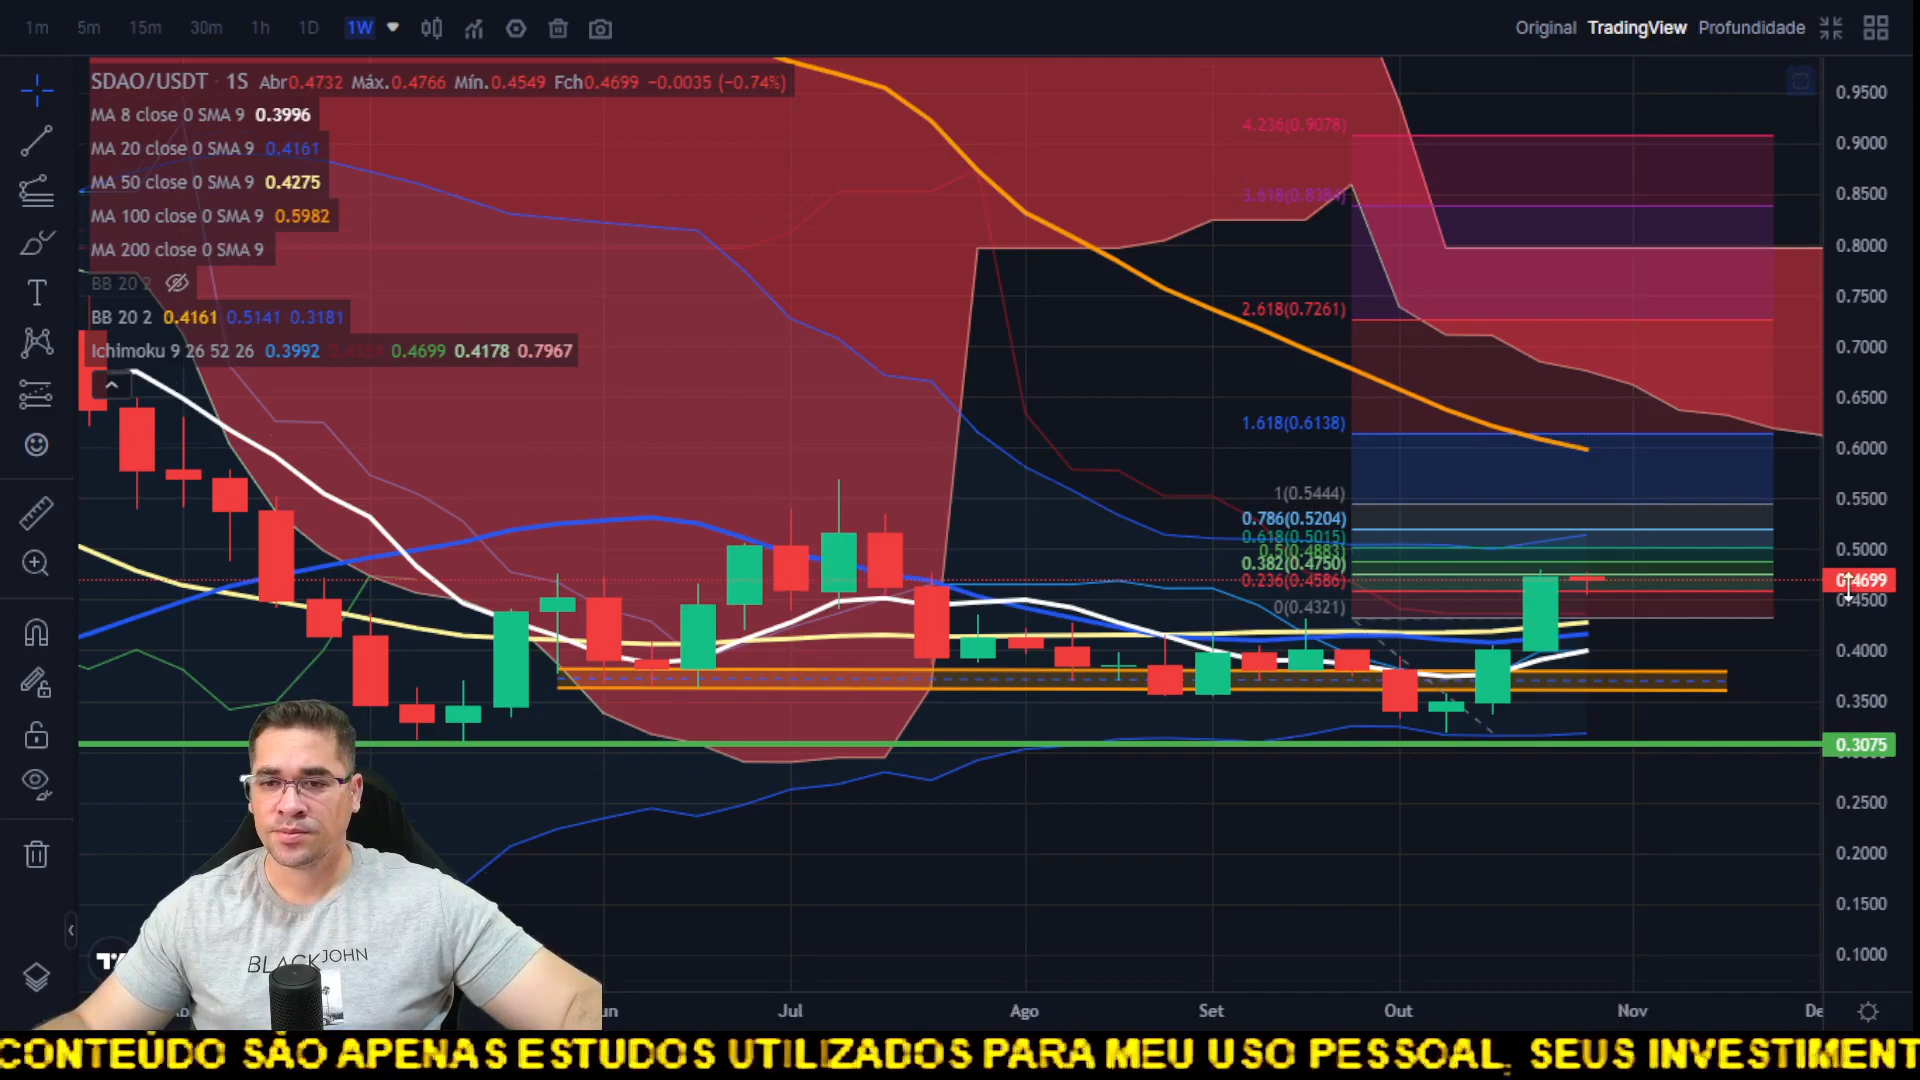 1m 5m 15m 30m 1h 1D 1W
Original TradingView Profundidade
SDAO/USDT · 1S Abr0.4732 Máx.0.4766 Mín.0.4549 Fch0.4699 −0.0035 (−0.74%)
MA 8 close 0 SMA 9 0.3996
MA 20 close 0 SMA 9 0.4161
MA 50 close 0 SMA 9 0.4275
MA 100 close 0 SMA 9 0.5982
MA 200 close 0 SMA 9
BB 20 2
BB 20 2 0.4161 0.5141 0.3181
Ichimoku 9 26 52 26 0.3992 0.4699 0.4178 0.7967
4.236(0.9078)
3.618(0.8384)
2.618(0.7261)
1.618(0.6138)
1(0.5444)
0.786(0.5204)
0.618(0.5015)
0.5(0.4883)
0.382(0.4750)
0.236(0.4586)
0(0.4321)
0.9500
0.9000
0.8500
0.8000
0.7500
0.7000
0.6500
0.6000
0.5500
0.5000
0.4699
0.4500
0.4000
0.3500
0.3075
0.2500
0.2000
0.1500
0.1000
BLACKJOHN
Jul Ago Set Out Nov
CONTEÚDO SÃO APENAS ESTUDOS UTILIZADOS PARA MEU USO PESSOAL, SEUS INVESTIMENT